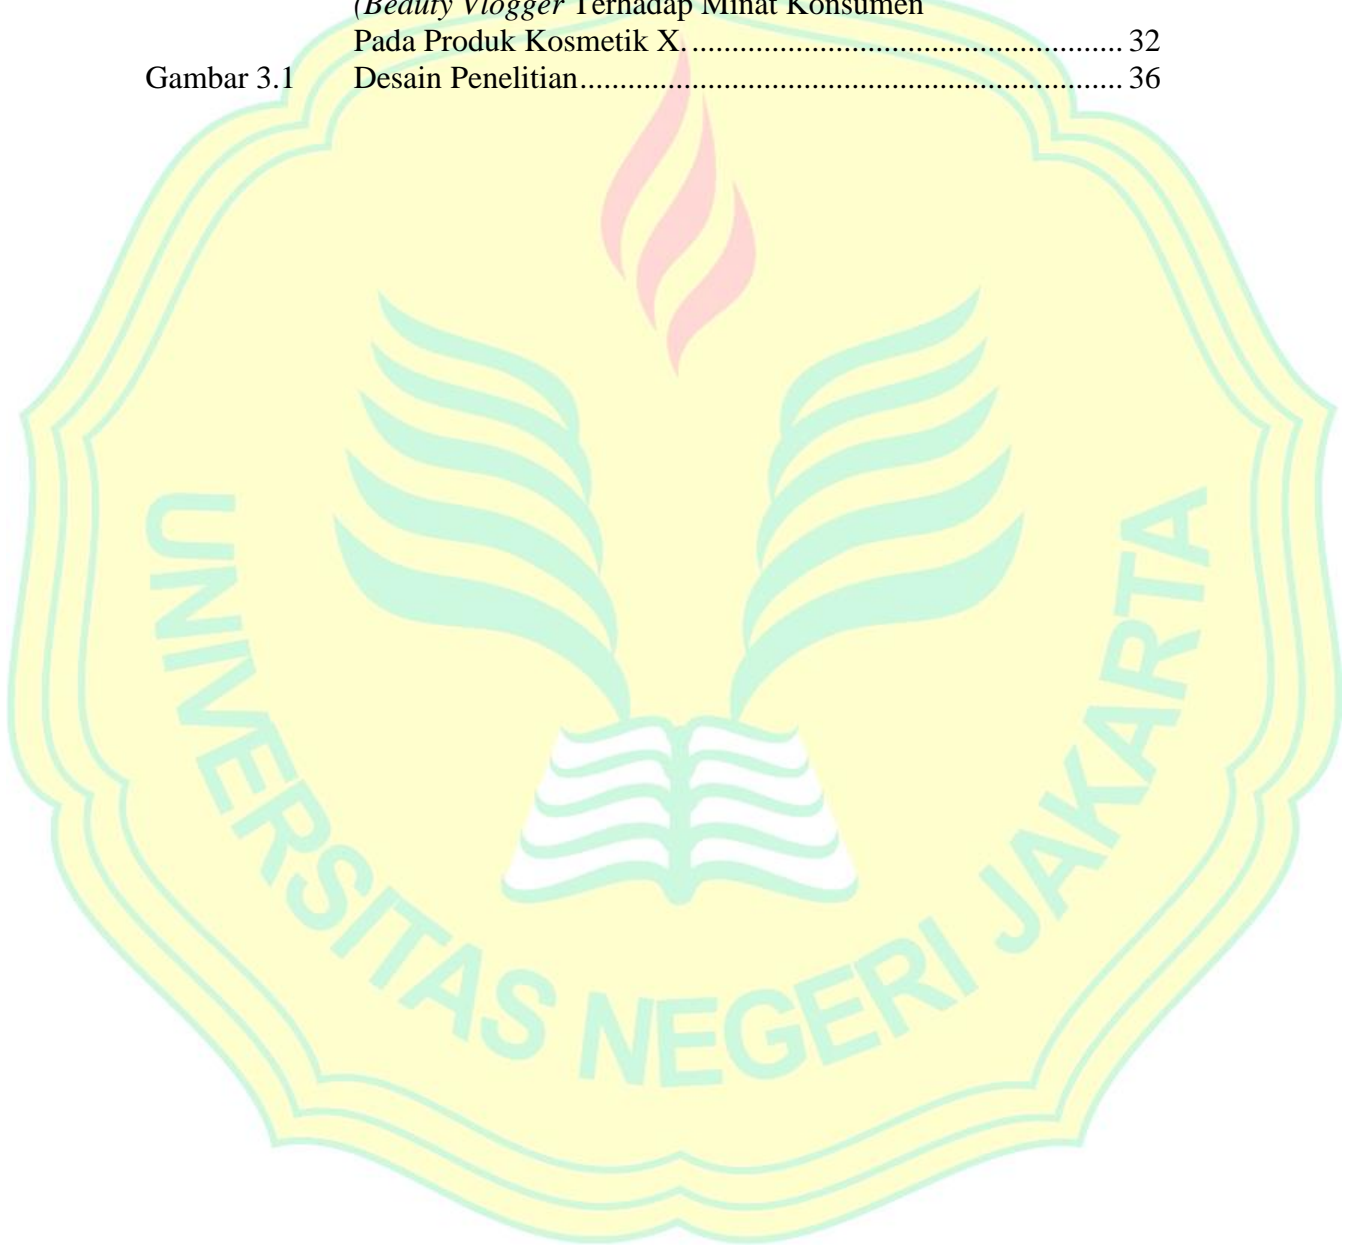 (Beauty Vlogger Terhadap Minat Konsumen
Pada Produk Kosmetik X. ...................................................... 32
Gambar 3.1 Desain Penelitian.................................................................... 36
UNIVERSITAS NEGERI JAKARTA